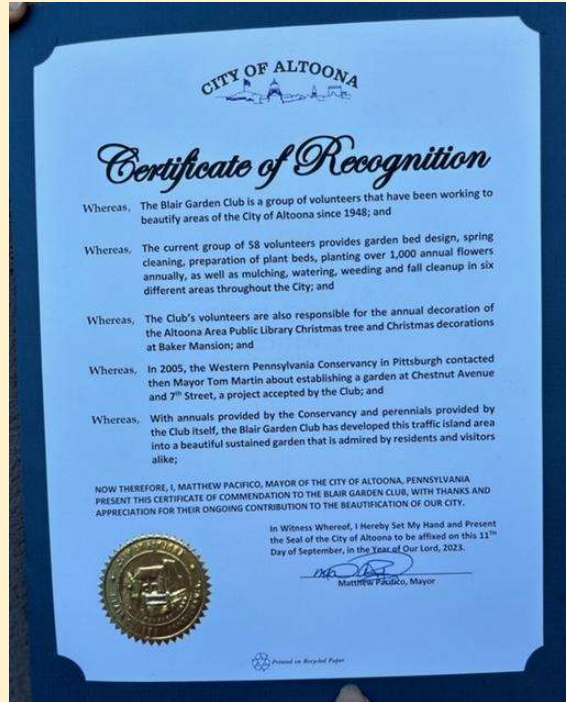 CITY OF ALTOONA
Certificate of Recognition
Whereas, The Blair Garden Club is a group of volunteers that have been working to
beautify areas of the City of Altoona since 1948; and
Whereas, The current group of 58 volunteers provides garden bed design, spring
cleaning, preparation of plant beds, planting over 1,000 annual flowers
annually, as well as mulching, watering, weeding and fall cleanup in six
different areas throughout the City; and
Whereas, The Club's volunteers are also responsible for the annual decoration of
the Altoona Area Public Library Christmas tree and Christmas decorations
at Baker Mansion; and
Whereas, In 2005, the Western Pennsylvania Conservancy in Pittsburgh contacted
then Mayor Tom Martin about establishing a garden at Chestnut Avenue
and 7th Street, a project accepted by the Club; and
Whereas, With annuals provided by the Conservancy and perennials provided by
the Club itself, the Blair Garden Club has developed this traffic island area
into a beautiful sustained garden that is admired by residents and visitors
alike;
NOW THEREFORE, I, MATTHEW PACIFICO, MAYOR OF THE CITY OF ALTOONA, PENNSYLVANIA
PRESENT THIS CERTIFICATE OF COMMENDATION TO THE BLAIR GARDEN CLUB, WITH THANKS AND
APPRECIATION FOR THEIR ONGOING CONTRIBUTION TO THE BEAUTIFICATION OF OUR CITY.
In Witness Whereof, I Hereby Set My Hand and Present
the Seal of the City of Altoona to be affixed on this 11TH
Day of September, in the Year of Our Lord, 2023.
Matthew Pacifico, Mayor
Printed on Recycled Paper